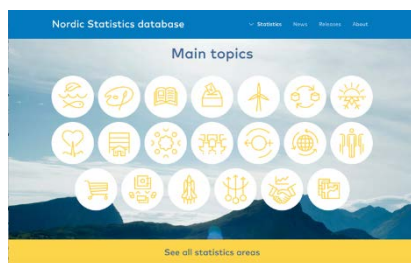 Nordic Statistics database
Statistics News Releases About
Main topics
See all statistics areas